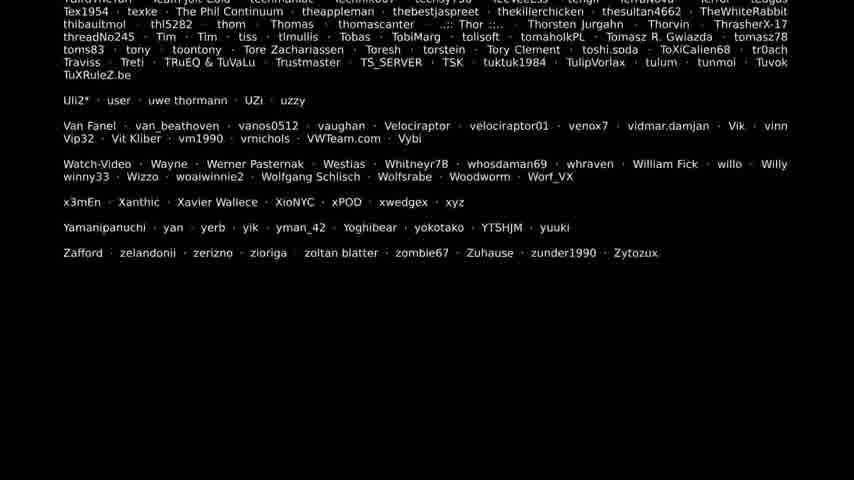 Tex1954 · texke · The Phil Continuum · theappleman · thebestjaspreet · thekillerchicken · thesultan4662 · TheWhiteRabbit
thibaultmol · thl5282 · thom · Thomas · thomascanter · ..:: Thor ::.. · Thorsten Jurgahn · Thorvin · ThrasherX-17
threadNo245 · Tim · Tim · tiss · tlmullis · Tobas · TobiMarg · tolisoft · tomaholkPL · Tomasz R. Gwiazda · tomasz78
toms83 · tony · toontony · Tore Zachariassen · Toresh · torstein · Tory Clement · toshi.soda · ToXiCalien68 · tr0ach
Traviss · Treti · TRuEQ & TuVaLu · Trustmaster · TS_SERVER · TSK · tuktuk1984 · TulipVorlax · tulum · tunmoi · Tuvok
TuXRuleZ.be
Uli2* · user · uwe thormann · UZi · uzzy
Van Fanel · van_beathoven · vanos0512 · vaughan · Velociraptor · velociraptor01 · venox7 · vidmar.damjan · Vik · vinn
Vip32 · Vit Kliber · vm1990 · vrnichols · VWTeam.com · Vybi
Watch-Video · Wayne · Werner Pasternak · Westias · Whitneyr78 · whosdaman69 · whraven · William Fick · willo · Willy
winny33 · Wizzo · woaiwinnie2 · Wolfgang Schlisch · Wolfsrabe · Woodworm · Worf_VX
x3mEn · Xanthic · Xavier Wallece · XioNYC · xPOD · xwedgex · xyz
Yamanipanuchi · yan · yerb · yik · yman_42 · Yoghibear · yokotako · YTSHJM · yuuki
Zafford · zelandonii · zerizno · zioriga · zoltan blatter · zombie67 · Zuhause · zunder1990 · Zytozux